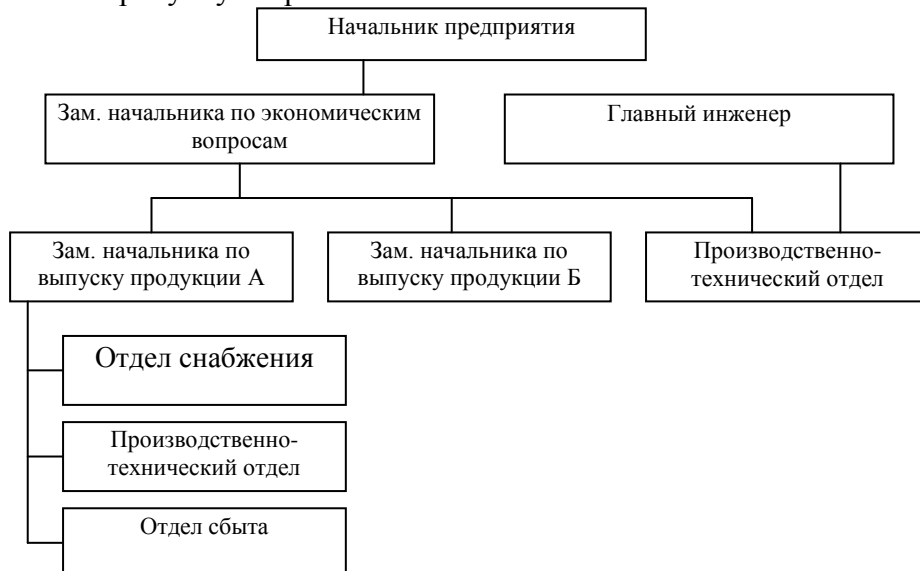 Начальник предприятия
Зам. начальника по экономическим
вопросам
Главный инженер
Зам. начальника по
выпуску продукции А
Зам. начальника по
выпуску продукции Б
Производственно-
технический отдел
Отдел снабжения
Производственно-
технический отдел
Отдел сбыта